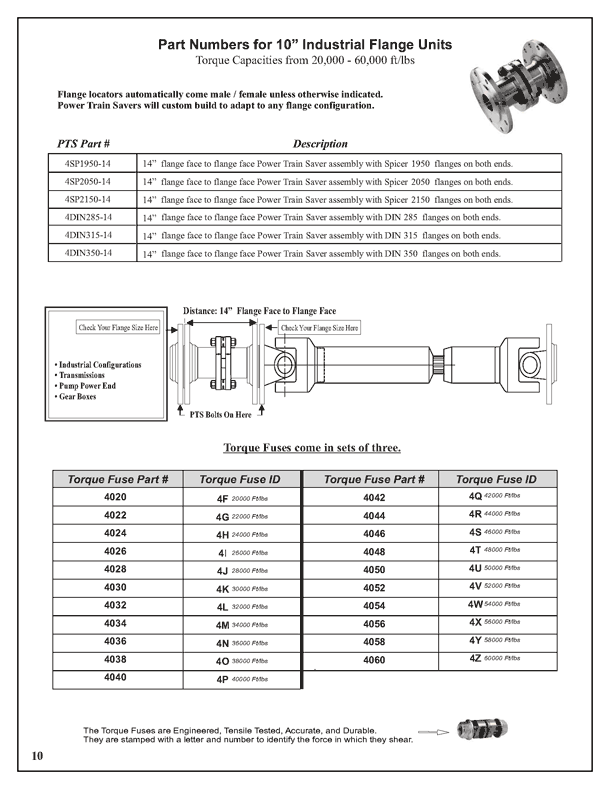 Part Numbers for 10” Industrial Flange Units
Torque Capacities from 20,000 - 60,000 ft/lbs
Flange locators automatically come male / female unless otherwise indicated.
Power Train Savers will custom build to adapt to any flange configuration.
PTS Part # Description
4SP1950-14 14” flange face to flange face Power Train Saver assembly with Spicer 1950 flanges on both ends.
4SP2050-14 14” flange face to flange face Power Train Saver assembly with Spicer 2050 flanges on both ends.
4SP2150-14 14” flange face to flange face Power Train Saver assembly with Spicer 2150 flanges on both ends.
4DIN285-14 14” flange face to flange face Power Train Saver assembly with DIN 285 flanges on both ends.
4DIN315-14 14” flange face to flange face Power Train Saver assembly with DIN 315 flanges on both ends.
4DIN350-14 14” flange face to flange face Power Train Saver assembly with DIN 350 flanges on both ends.
Distance: 14” Flange Face to Flange Face
Check Your Flange Size Here Check Your Flange Size Here
• Industrial Configurations
• Transmissions
• Pump Power End
• Gear Boxes
PTS Bolts On Here
Torque Fuses come in sets of three.
Torque Fuse Part # Torque Fuse ID Torque Fuse Part # Torque Fuse ID
4020 4F 20000 Ft/lbs 4042 4Q 42000 Ft/lbs
4022 4G 22000 Ft/lbs 4044 4R 44000 Ft/lbs
4024 4H 24000 Ft/lbs 4046 4S 46000 Ft/lbs
4026 4I 26000 Ft/lbs 4048 4T 48000 Ft/lbs
4028 4J 28000 Ft/lbs 4050 4U 50000 Ft/lbs
4030 4K 30000 Ft/lbs 4052 4V 52000 Ft/lbs
4032 4L 32000 Ft/lbs 4054 4W 54000 Ft/lbs
4034 4M 34000 Ft/lbs 4056 4X 56000 Ft/lbs
4036 4N 36000 Ft/lbs 4058 4Y 58000 Ft/lbs
4038 4O 38000 Ft/lbs 4060 4Z 60000 Ft/lbs
4040 4P 40000 Ft/lbs
The Torque Fuses are Engineered, Tensile Tested, Accurate, and Durable.
They are stamped with a letter and number to identify the force in which they shear.
10